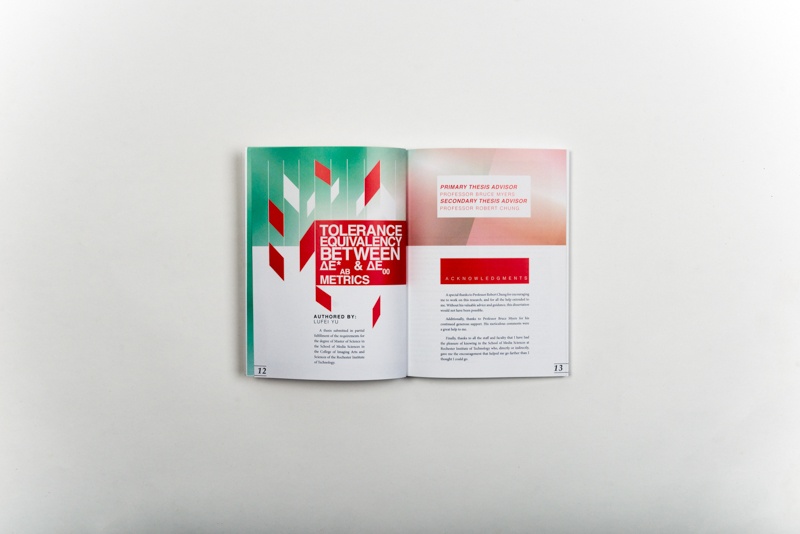 TOLERANCE
EQUIVALENCY
BETWEEN
ΔE*AB & ΔE00
METRICS
AUTHORED BY:
LUFEI YU
A thesis submitted in partial
fulfillment of the requirements for
the degree of Master of Science in
the School of Media Sciences in
the College of Imaging Arts and
Sciences of the Rochester Institute
of Technology.
12
PRIMARY THESIS ADVISOR
PROFESSOR BRUCE MYERS
SECONDARY THESIS ADVISOR
PROFESSOR ROBERT CHUNG
ACKNOWLEDGMENTS
A special thanks to Professor Robert Chung for encouraging
me to work on this research, and for all the help extended to
me. Without his valuable advice and guidance, this dissertation
would not have been possible.
Additionally, thanks to Professor Bruce Myers for his
continued generous support. His meticulous comments were
a great help to me.
Finally, thanks to all the staff and faculty that I have had
the pleasure of knowing in the School of Media Sciences at
Rochester Institute of Technology who, directly or indirectly,
gave me the encouragement that helped me go farther than I
thought I could go.
13